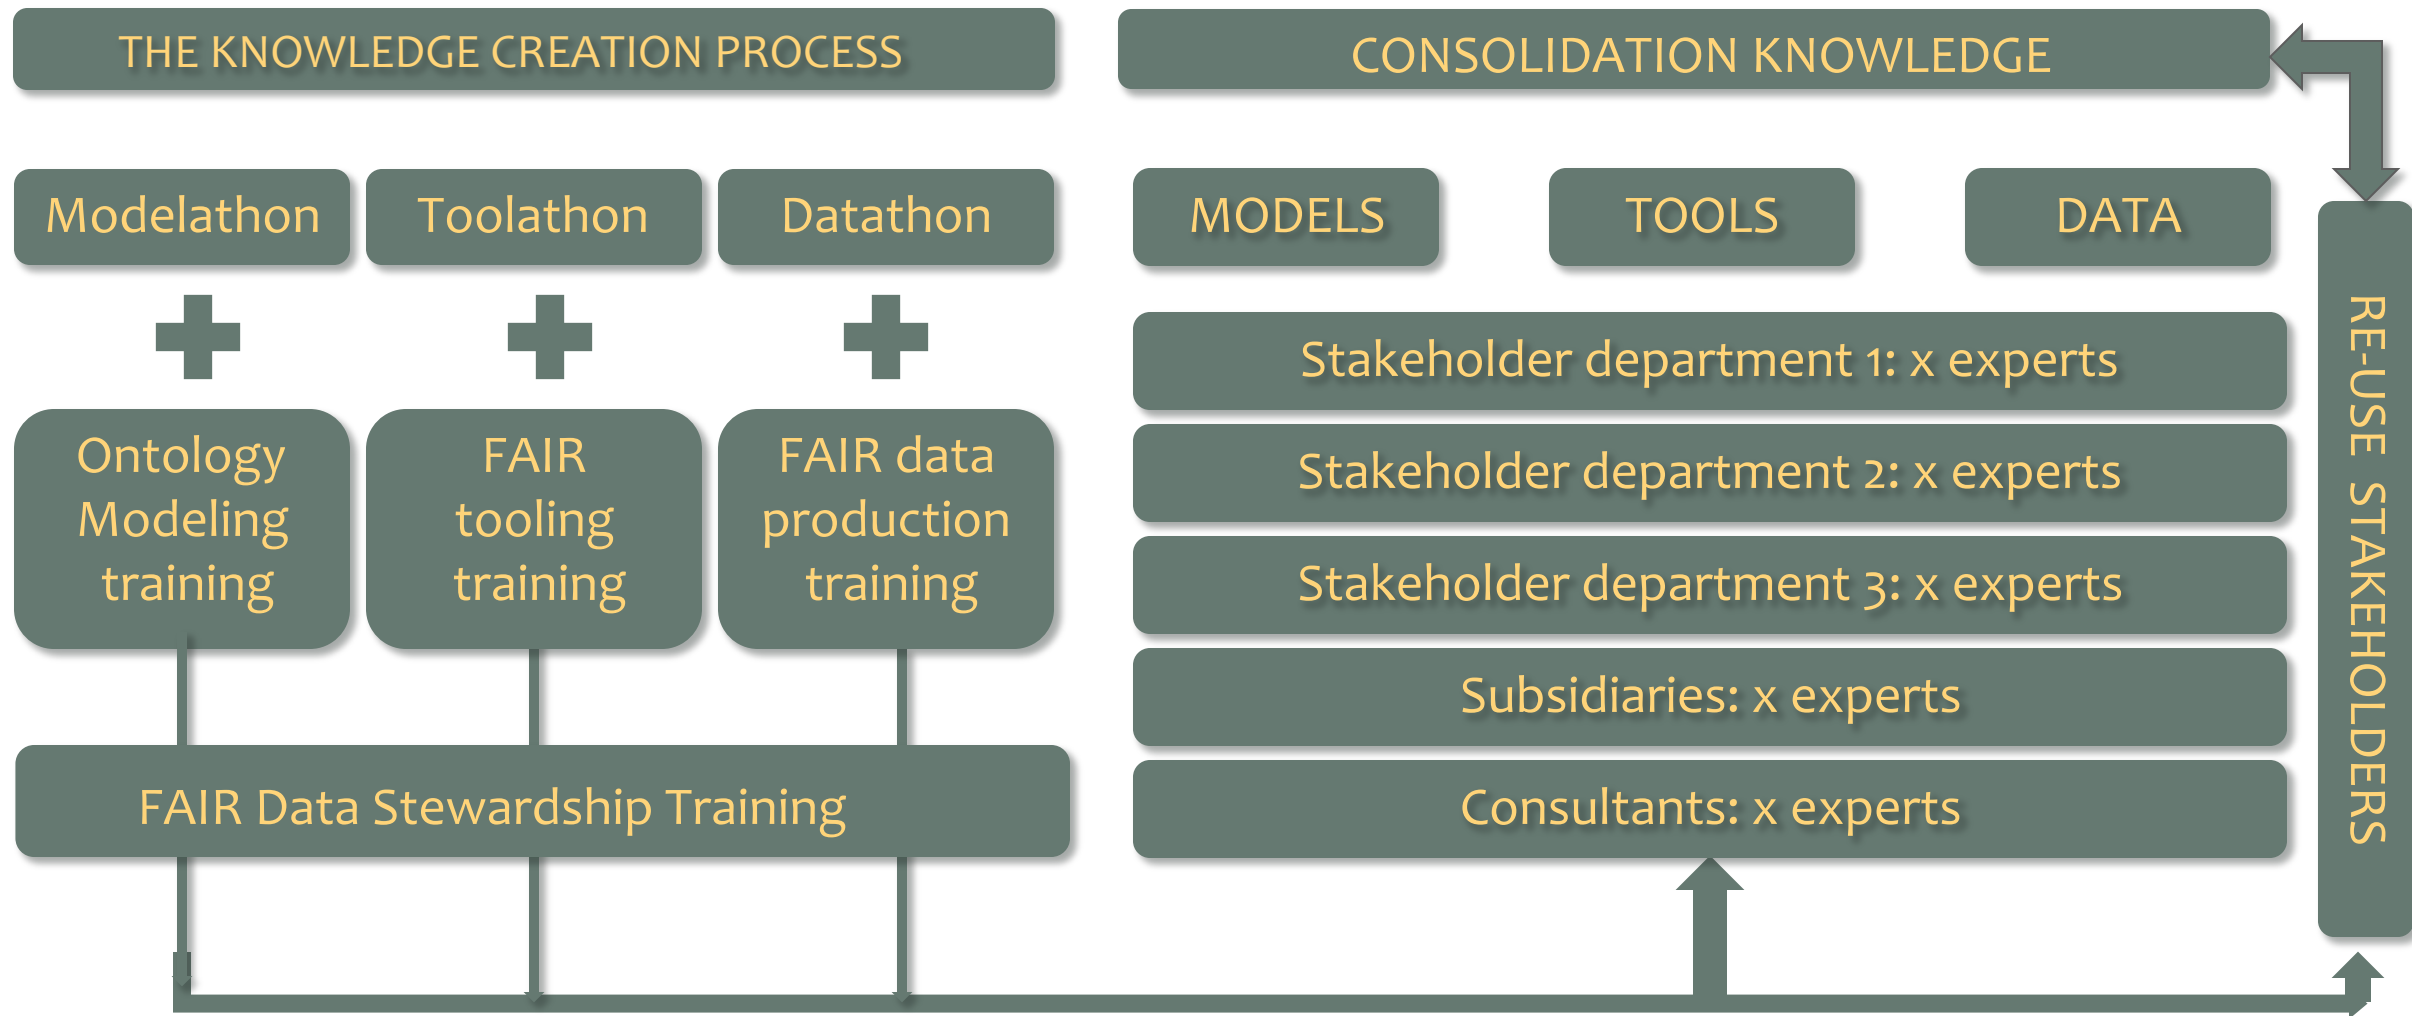 THE KNOWLEDGE CREATION PROCESS
CONSOLIDATION KNOWLEDGE
Modelathon
Toolathon
Datathon
MODELS
TOOLS
DATA
Ontology
Modeling
training
FAIR
tooling
training
FAIR data
production
training
FAIR Data Stewardship Training
Stakeholder department 1: x experts
Stakeholder department 2: x experts
Stakeholder department 3: x experts
Subsidiaries: x experts
Consultants: x experts
RE-USE STAKEHOLDERS